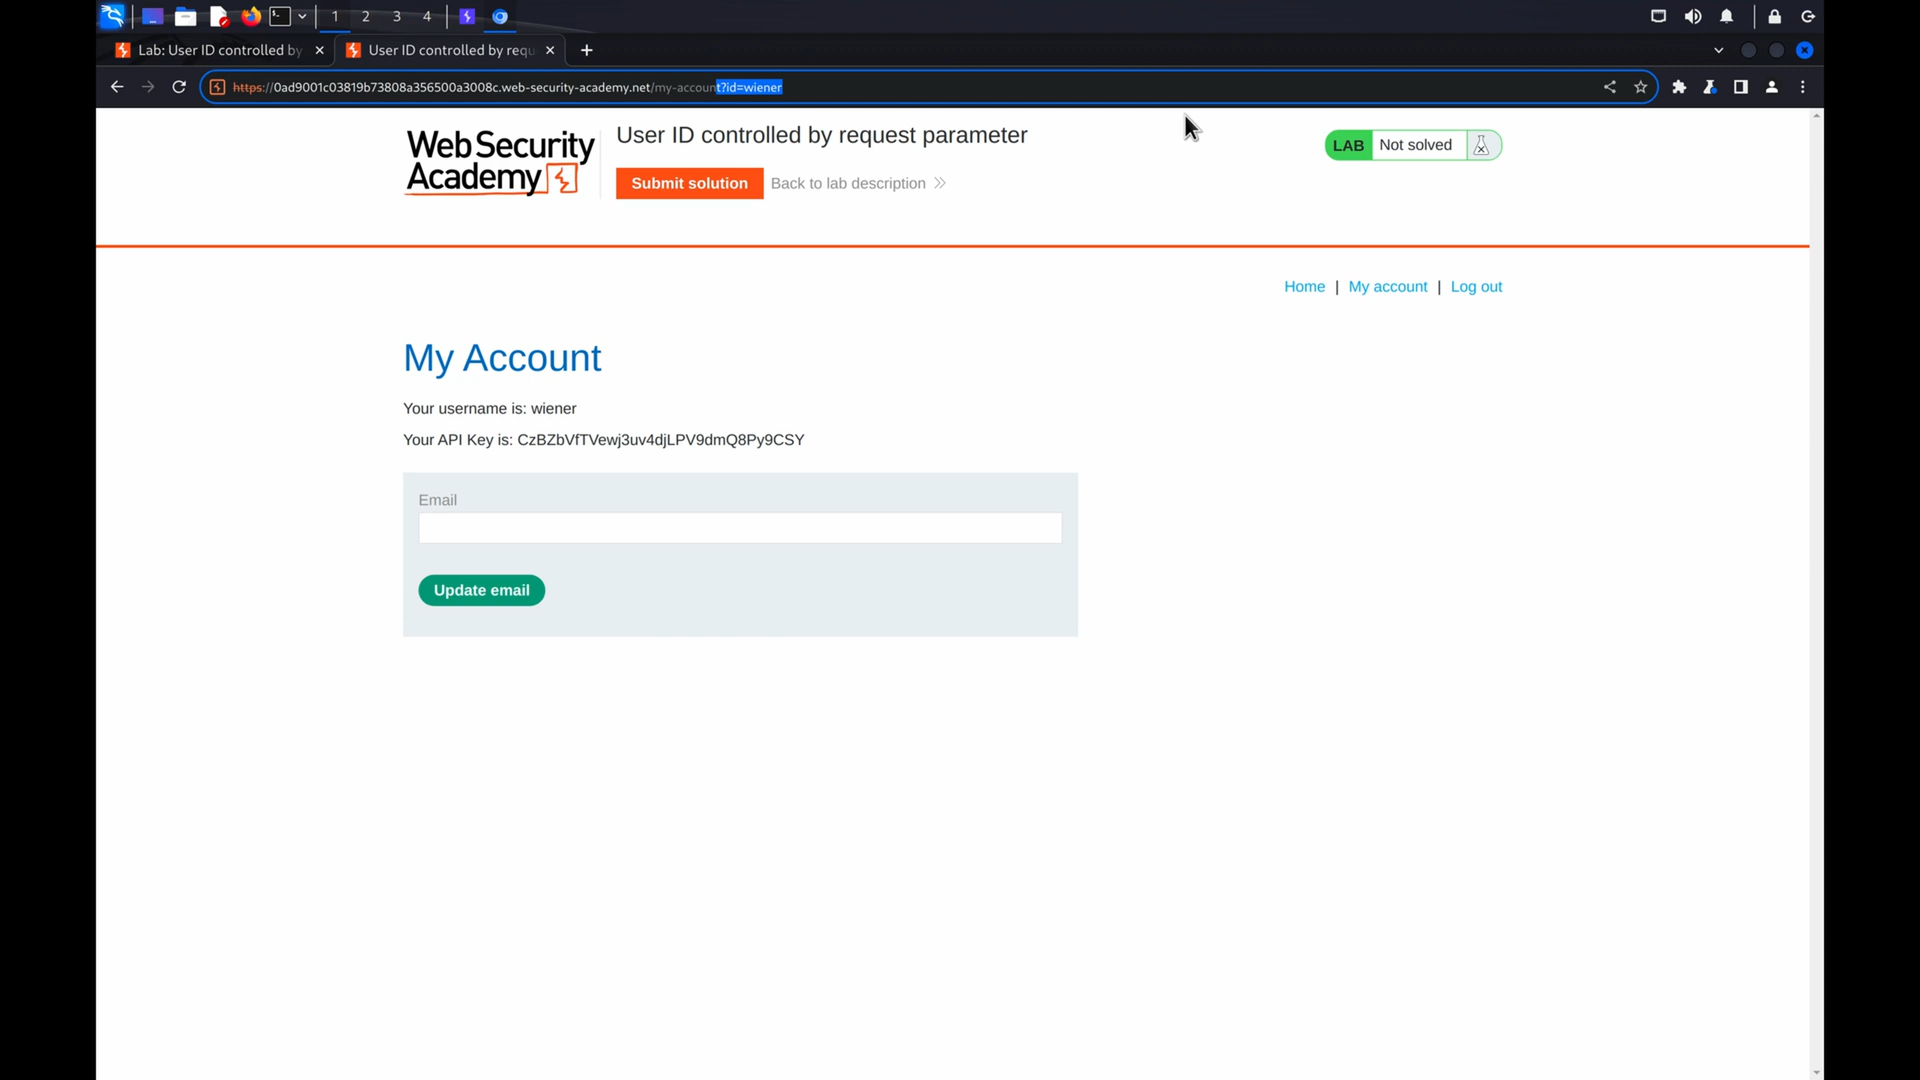 1 2 3 4
Lab: User ID controlled by
User ID controlled by requ
https://0ad9001c03819b73808a356500a3008c.web-security-academy.net/my-account?id=wiener
Web Security
Academy
User ID controlled by request parameter
Submit solution
Back to lab description
LAB Not solved
Home | My account | Log out
My Account
Your username is: wiener
Your API Key is: CzBZbVfTVewj3uv4djLPV9dmQ8Py9CSY
Email
Update email